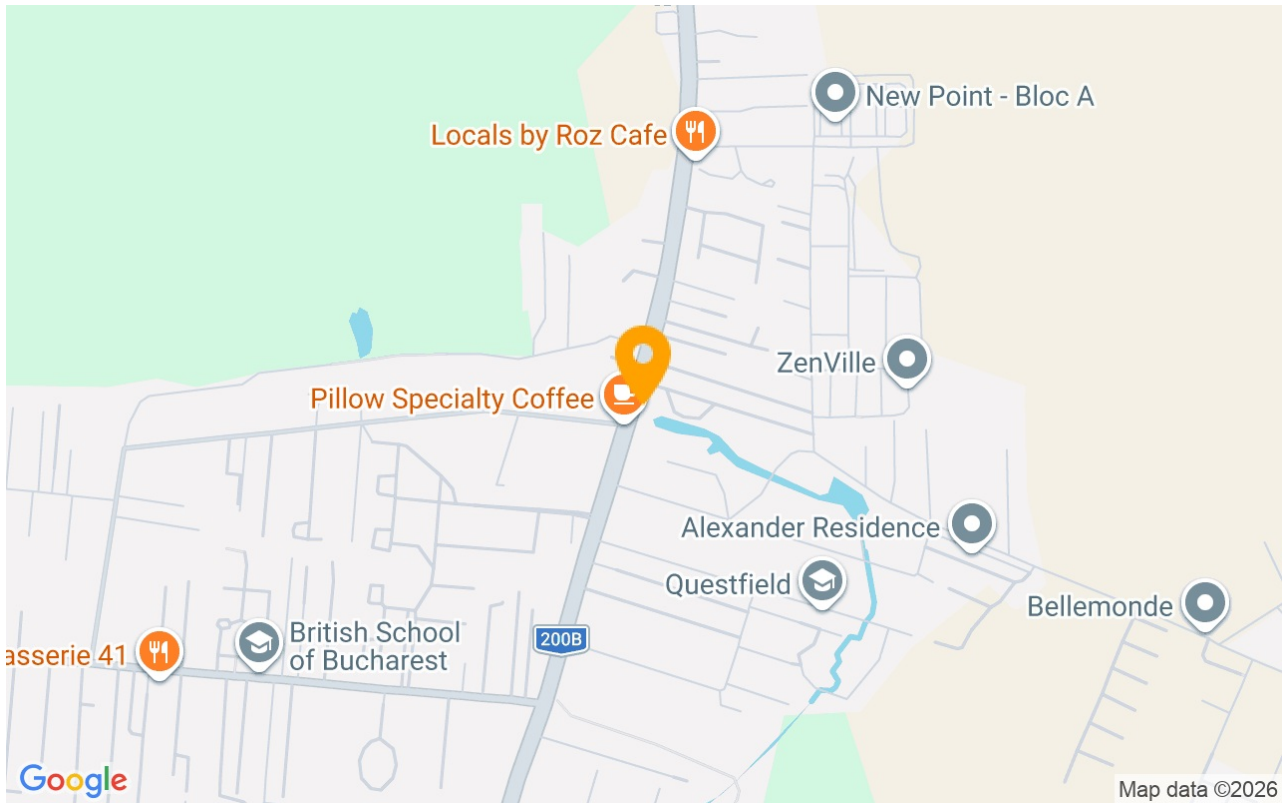 New Point - Bloc A
Locals by Roz Cafe
ZenVille
Pillow Specialty Coffee
Alexander Residence
Questfield
Bellemonde
200B
British School
of Bucharest
asserie 41
Google
Map data ©2026